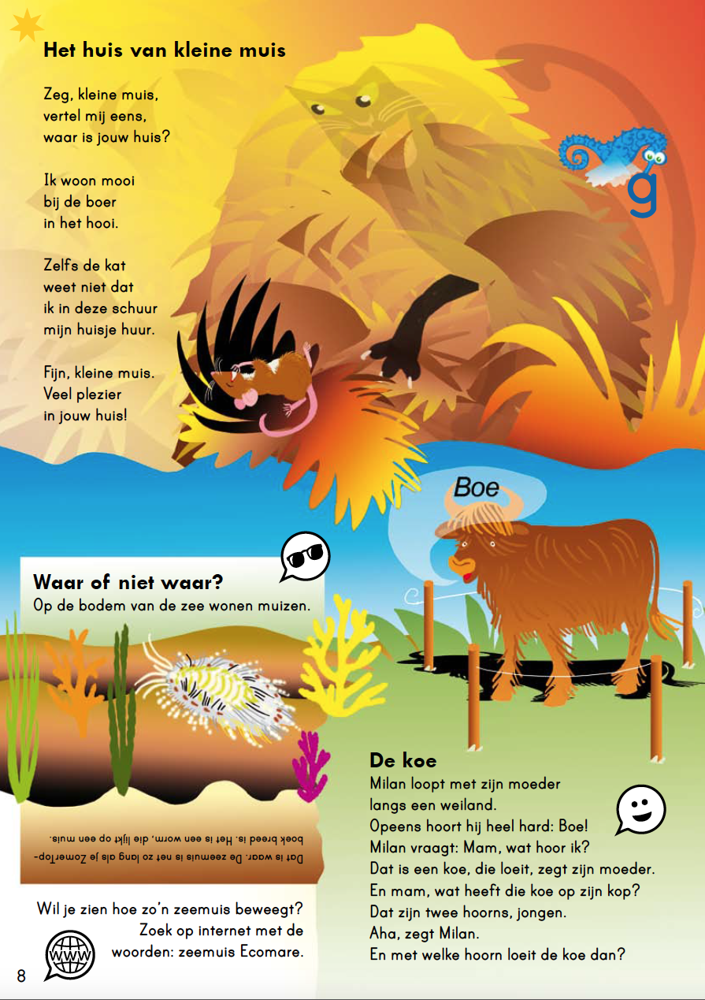 Het huis van kleine muis
Zeg, kleine muis,
vertel mij eens,
waar is jouw huis?
Ik woon mooi
bij de boer
in het hooi.
Zelfs de kat
weet niet dat
ik in deze schuur
mijn huisje huur.
Fijn, kleine muis.
Veel plezier
in jouw huis!
g
Boe
Waar of niet waar?
Op de bodem van de zee wonen muizen.
Dat is waar. De zeemuis is net zo lang als je ZomerTop-
boek breed is. Het is een worm, die lijkt op een muis.
Wil je zien hoe zo’n zeemuis beweegt?
Zoek op internet met de
woorden: zeemuis Ecomare.
www
8
De koe
Milan loopt met zijn moeder
langs een weiland.
Opeens hoort hij heel hard: Boe!
Milan vraagt: Mam, wat hoor ik?
Dat is een koe, die loeit, zegt zijn moeder.
En mam, wat heeft die koe op zijn kop?
Dat zijn twee hoorns, jongen.
Aha, zegt Milan.
En met welke hoorn loeit de koe dan?